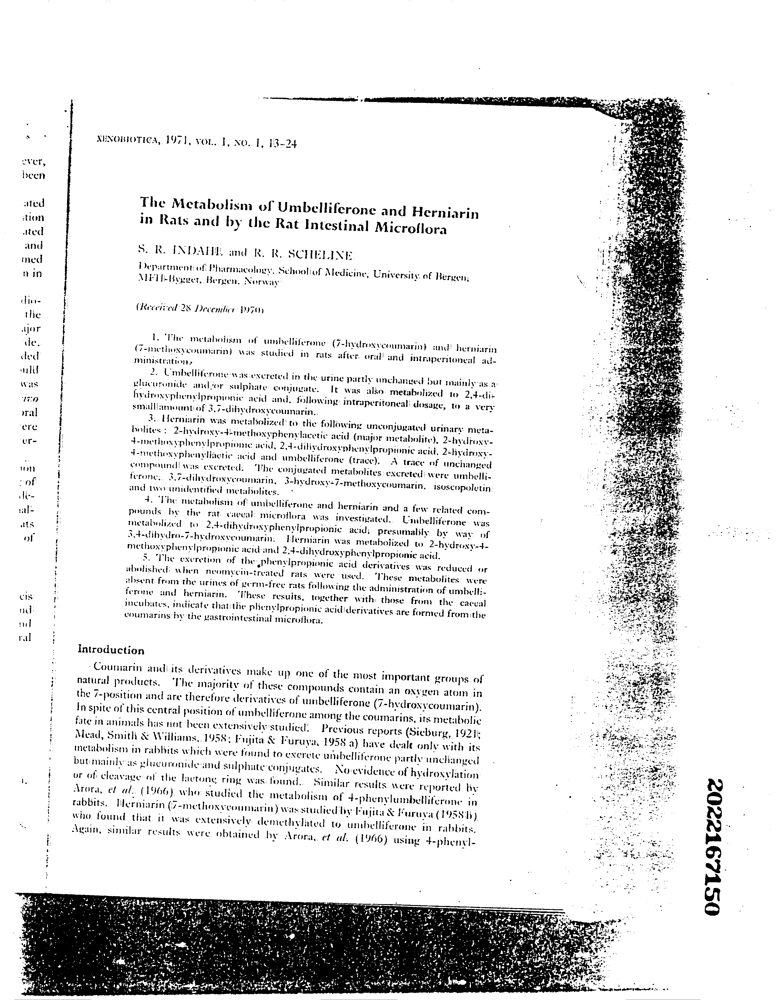 XENOBIOTICA, 1971, VOL. 1, NO. 1, 13-24
The Metabolism of Umbelliferone and Herniarin
in Rats and by the Rat Intestinal Microflora
S. R. INDAHL and R. R. SCHELINE
Department of Pharmacology, School of Medicine, University of Bergen,
MFH-Bygget, Bergen, Norway
(Received 28 December 1970)
1. The metabolism of umbelliferone (7-hydroxycoumarin) and herniarin
(7-methoxycoumarin) was studied in rats after oral and intraperitoneal ad-
ministration.
2. Umbelliferone was excreted in the urine partly unchanged but mainly as a
glucuronide and/or sulphate conjugate. It was also metabolized to 2,4-di-
hydroxyphenylpropionic acid and, following intraperitoneal dosage, to a very
small amount of 3,7-dihydroxycoumarin.
3. Herniarin was metabolized to the following unconjugated urinary meta-
bolites : 2-hydroxy-4-methoxyphenylacetic acid (major metabolite), 2-hydroxy-
4-methoxyphenylpropionic acid, 2,4-dihydroxyphenylpropionic acid, 2-hydroxy-
4-methoxyphenyllactic acid and umbelliferone (trace). A trace of unchanged
compound was excreted. The conjugated metabolites excreted were umbelli-
ferone, 3,7-dihydroxycoumarin, 3-hydroxy-7-methoxycoumarin, isoscopoletin
and two unidentified metabolites.
4. The metabolism of umbelliferone and herniarin and a few related com-
pounds by the rat caecal microflora was investigated. Umbelliferone was
metabolized to 2,4-dihydroxyphenylpropionic acid, presumably by way of
3,4-dihydro-7-hydroxycoumarin. Herniarin was metabolized to 2-hydroxy-4-
methoxyphenylpropionic acid and 2,4-dihydroxyphenylpropionic acid.
5. The excretion of the phenylpropionic acid derivatives was reduced or
abolished when neomycin-treated rats were used. These metabolites were
absent from the urines of germ-free rats following the administration of umbelli-
ferone and herniarin. These results, together with those from the caecal
incubates, indicate that the phenylpropionic acid derivatives are formed from the
coumarins by the gastrointestinal microflora.
Introduction
Coumarin and its derivatives make up one of the most important groups of
natural products. The majority of these compounds contain an oxygen atom in
the 7-position and are therefore derivatives of umbelliferone (7-hydroxycoumarin).
In spite of this central position of umbelliferone among the coumarins, its metabolic
fate in animals has not been extensively studied. Previous reports (Sieburg, 1921;
Mead, Smith & Williams, 1958; Fujita & Furuya, 1958 a) have dealt only with its
metabolism in rabbits which were found to excrete umbelliferone partly unchanged
but mainly as glucuronide and sulphate conjugates. No evidence of hydroxylation
or of cleavage of the lactone ring was found. Similar results were reported by
Arora, et al. (1966) who studied the metabolism of 4-phenylumbelliferone in
rabbits. Herniarin (7-methoxycoumarin) was studied by Fujita & Furuya (1958 b)
who found that it was extensively demethylated to umbelliferone in rabbits.
Again, similar results were obtained by Arora, et al. (1966) using 4-phenyl-
ever,
been
ated
tion
ated
and
med
n in
dio-
the
ajor
de.
ded
uld
was
two
oral
ere
er-
ion
of
de-
al-
ats
of
cis
nd
nd
ral
2022167150